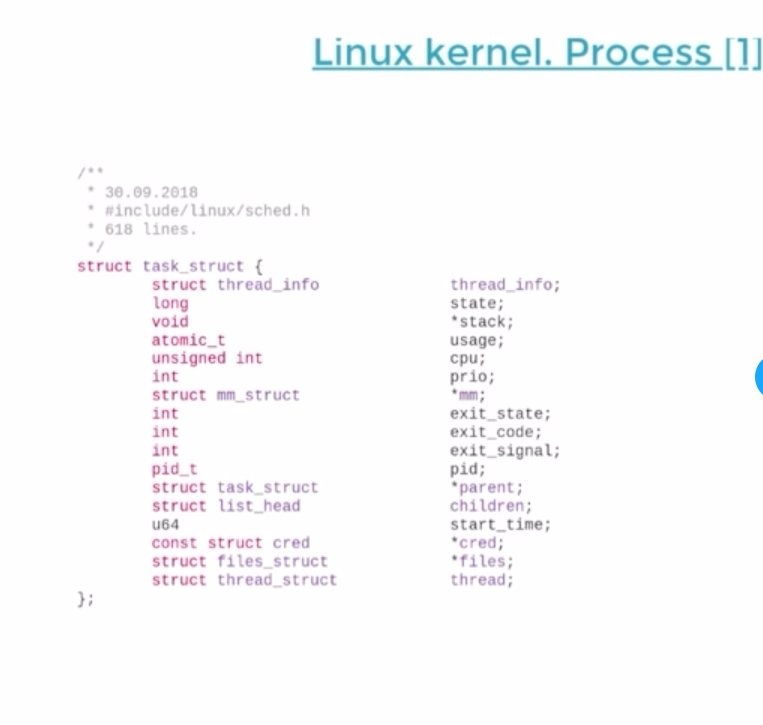 Linux kernel. Process [1]
/**
 * 30.09.2018
 * #include/linux/sched.h
 * 618 lines.
 */
struct task_struct {
struct thread_info thread_info;
long state;
void *stack;
atomic_t usage;
unsigned int cpu;
int prio;
struct mm_struct *mm;
int exit_state;
int exit_code;
int exit_signal;
pid_t pid;
struct task_struct *parent;
struct list_head children;
u64 start_time;
const struct cred *cred;
struct files_struct *files;
struct thread_struct thread;
};